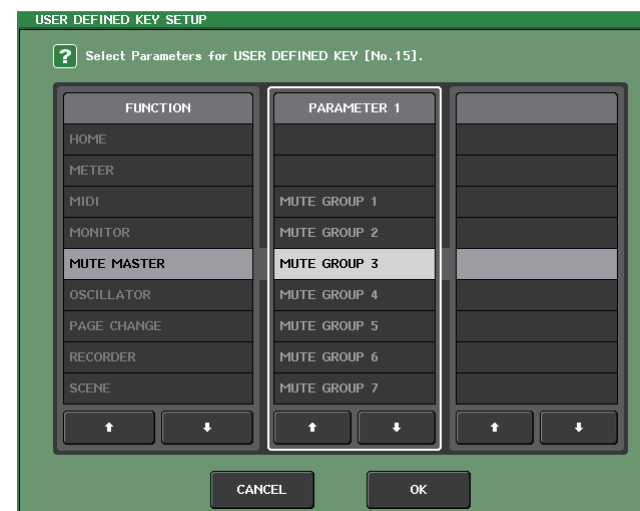 USER DEFINED KEY SETUP
? Select Parameters for USER DEFINED KEY [No.15].
FUNCTION PARAMETER 1
HOME
METER
MIDI MUTE GROUP 1
MONITOR MUTE GROUP 2
MUTE MASTER MUTE GROUP 3
OSCILLATOR MUTE GROUP 4
PAGE CHANGE MUTE GROUP 5
RECORDER MUTE GROUP 6
SCENE MUTE GROUP 7
CANCEL OK